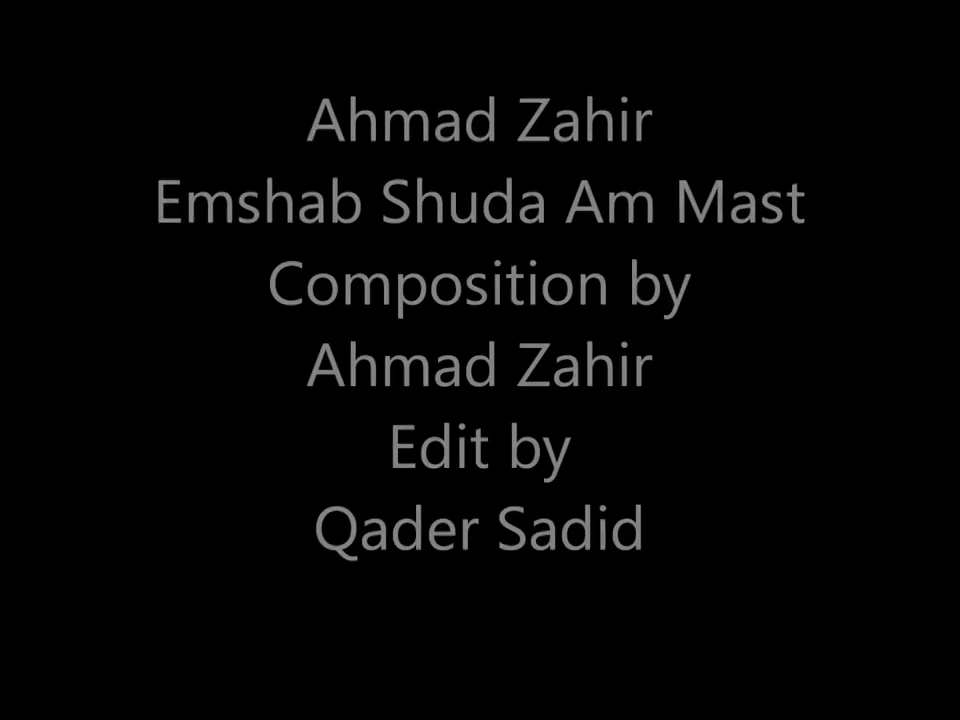 Ahmad Zahir
Emshab Shuda Am Mast
Composition by
Ahmad Zahir
Edit by
Qader Sadid